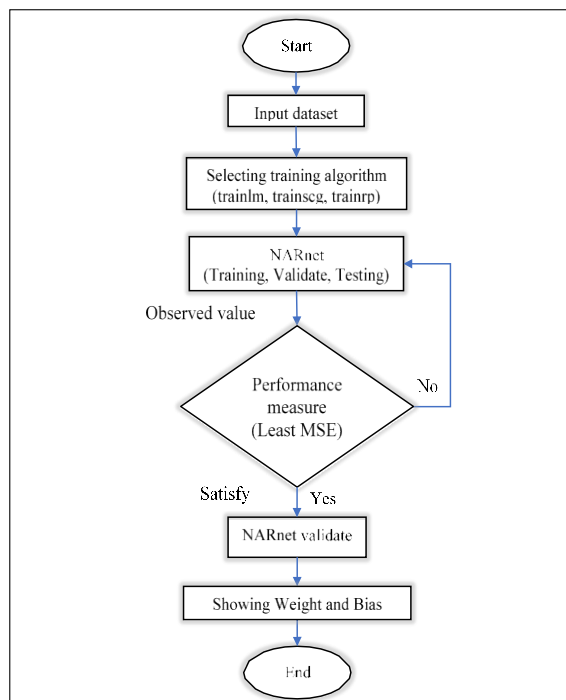 Start
Input dataset
Selecting training algorithm
(trainlm, trainscg, trainrp)
NARnet
(Training, Validate, Testing)
Observed value
Performance
measure
(Least MSE)
No
Satisfy
Yes
NARnet validate
Showing Weight and Bias
End